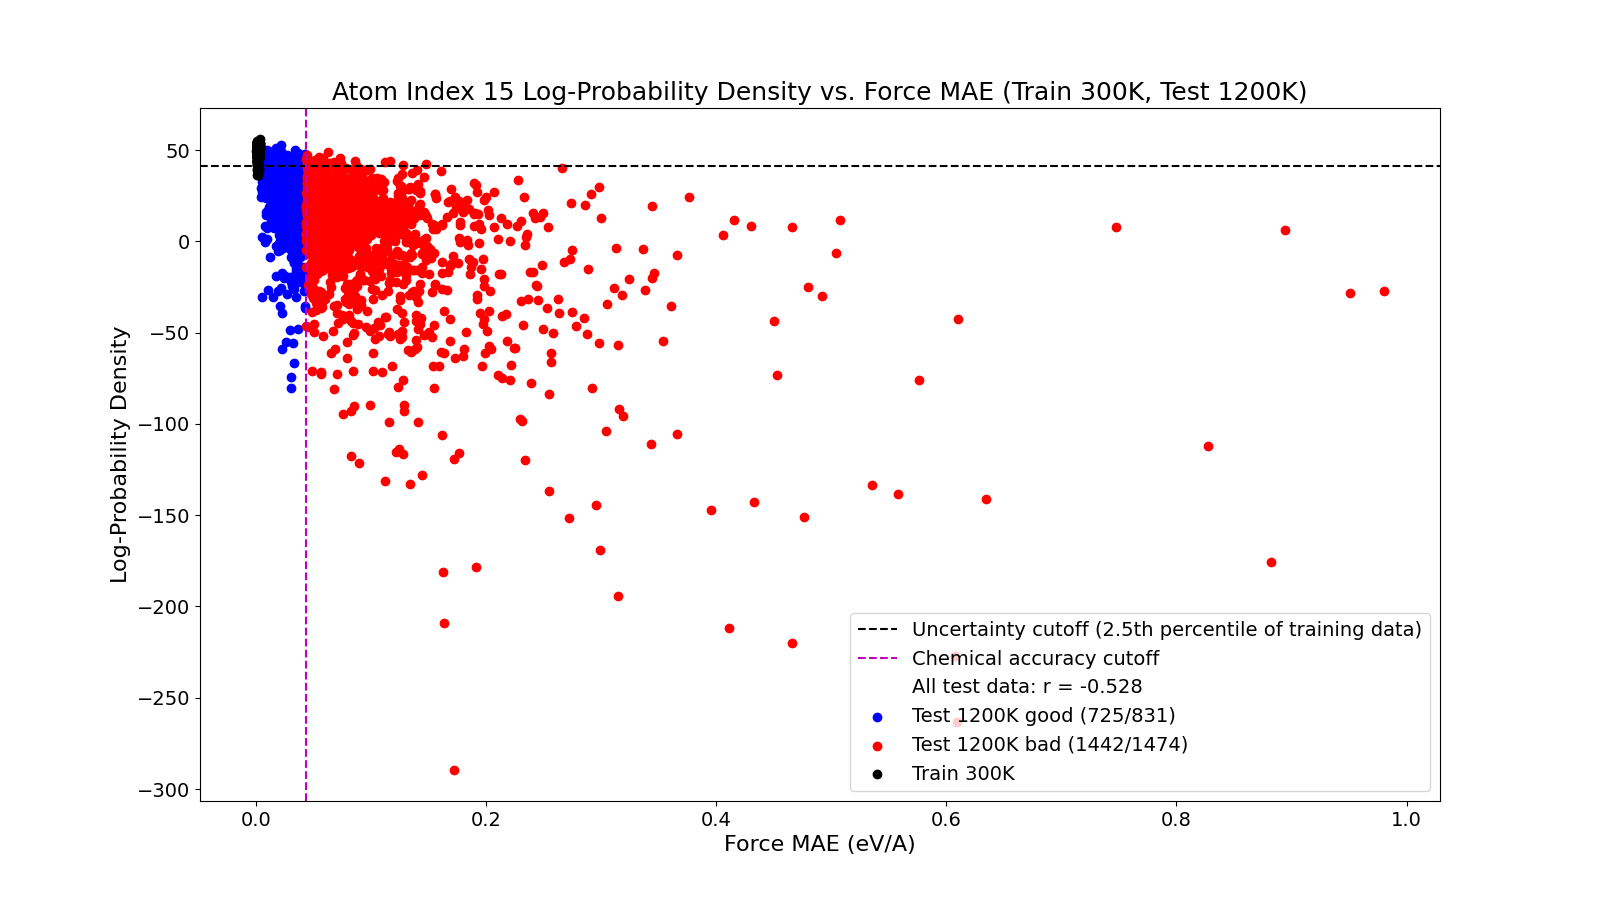 Atom Index 15 Log-Probability Density vs. Force MAE (Train 300K, Test 1200K)
Log-Probability Density
50
0
−50
−100
−150
−200
−250
−300
Uncertainty cutoff (2.5th percentile of training data)
Chemical accuracy cutoff
All test data: r = -0.528
Test 1200K good (725/831)
Test 1200K bad (1442/1474)
Train 300K
0.0 0.2 0.4 0.6 0.8 1.0
Force MAE (eV/A)